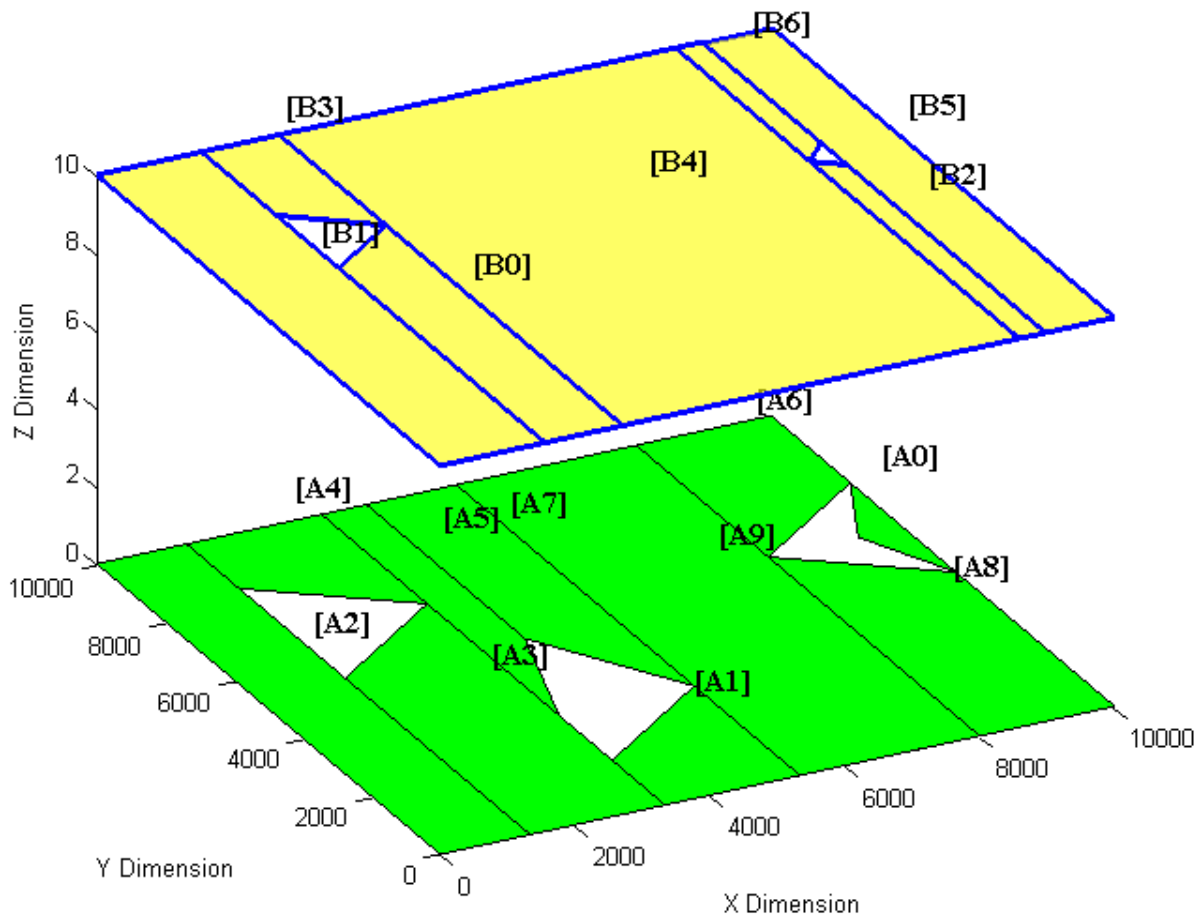 [B6]
[B3]
[B5]
[B4]
[B2]
10
[B1]
[B0]
8
6
4
2
0
Z Dimension
[A6]
[A0]
[A4]
[A5]
[A7]
[A9]
[A8]
[A2]
[A3]
[A1]
10000
8000
6000
4000
2000
0
Y Dimension
0
2000
4000
6000
8000
10000
X Dimension